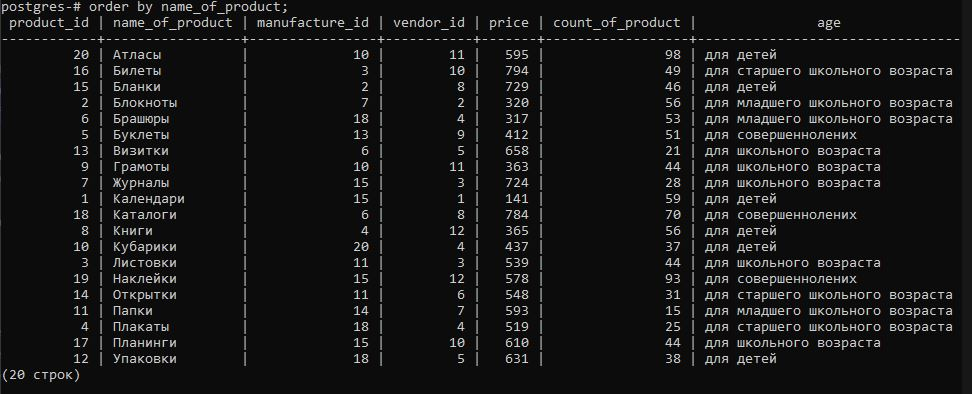 postgres-# order by name_of_product;
 product_id | name_of_product | manufacture_id | vendor_id | price | count_of_product |               age
------------+-----------------+----------------+-----------+-------+------------------+---------------------------------
         20 | Атласы          |             10 |        11 |   595 |               98 | для детей
         16 | Билеты          |              3 |        10 |   794 |               49 | для старшего школьного возраста
         15 | Бланки          |              2 |         8 |   729 |               46 | для детей
          2 | Блокноты        |              7 |         2 |   320 |               56 | для младшего школьного возраста
          6 | Брашюры         |             18 |         4 |   317 |               53 | для младшего школьного возраста
          5 | Буклеты         |             13 |         9 |   412 |               51 | для совершеннолених
         13 | Визитки         |              6 |         5 |   658 |               21 | для школьного возраста
          9 | Грамоты         |             10 |        11 |   363 |               44 | для школьного возраста
          7 | Журналы         |             15 |         3 |   724 |               28 | для школьного возраста
          1 | Календари       |             15 |         1 |   141 |               59 | для детей
         18 | Каталоги        |              6 |         8 |   784 |               70 | для совершеннолених
          8 | Книги           |              4 |        12 |   365 |               56 | для детей
         10 | Кубарики        |             20 |         4 |   437 |               37 | для детей
          3 | Листовки        |             11 |         3 |   539 |               44 | для школьного возраста
         19 | Наклейки        |             15 |        12 |   578 |               93 | для совершеннолених
         14 | Открытки        |             11 |         6 |   548 |               31 | для старшего школьного возраста
         11 | Папки           |             14 |         7 |   593 |               15 | для младшего школьного возраста
          4 | Плакаты         |             18 |         4 |   519 |               25 | для старшего школьного возраста
         17 | Планинги        |             15 |        10 |   610 |               44 | для школьного возраста
         12 | Упаковки        |             18 |         5 |   631 |               38 | для детей
(20 строк)